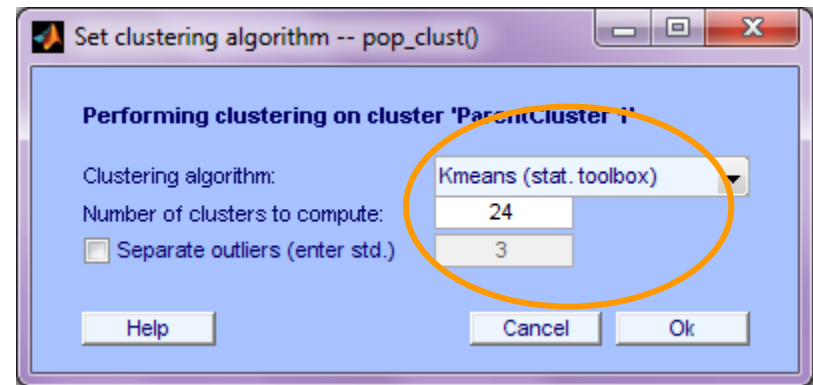 Set clustering algorithm -- pop_clust()
Performing clustering on cluster 'ParentCluster 1'
Clustering algorithm: Kmeans (stat. toolbox)
Number of clusters to compute: 24
Separate outliers (enter std.) 3
Help Cancel Ok